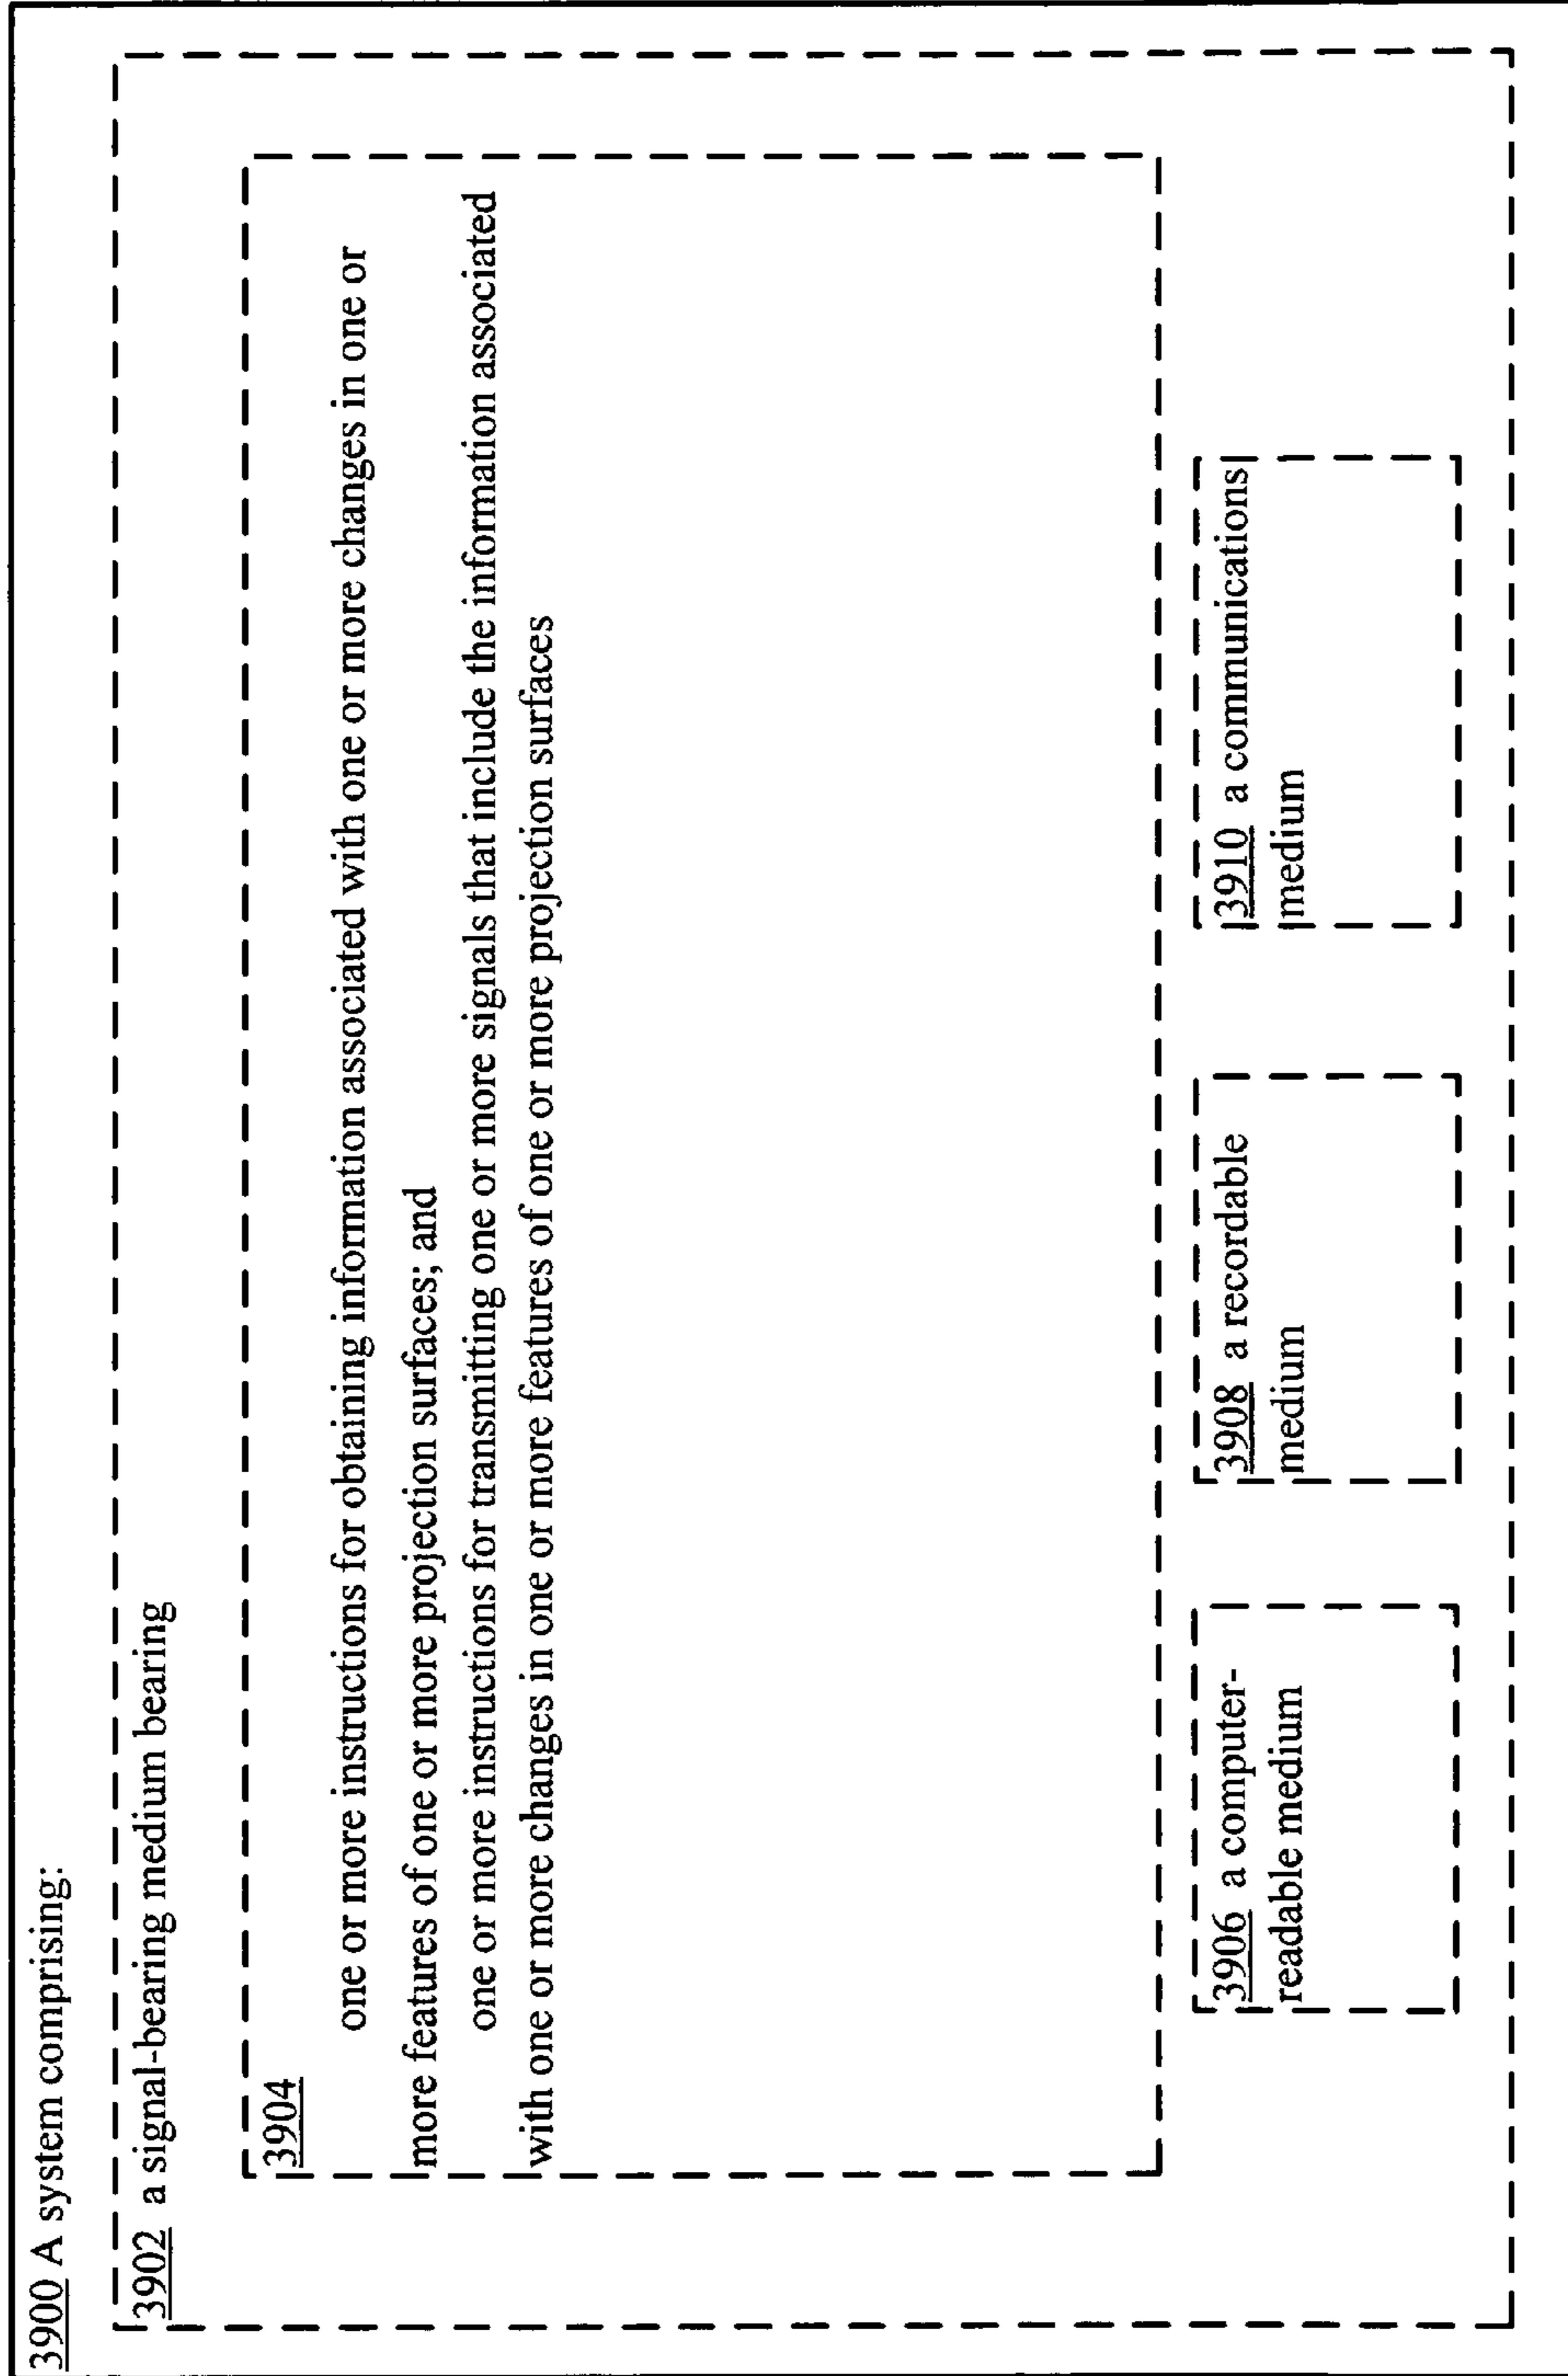 3900 A system comprising:
3902 a signal-bearing medium bearing
3904
one or more instructions for obtaining information associated with one or more changes in one or
more features of one or more projection surfaces; and
one or more instructions for transmitting one or more signals that include the information associated
with one or more changes in one or more features of one or more projection surfaces
3906 a computer-
readable medium
3908 a recordable
medium
3910 a communications
medium